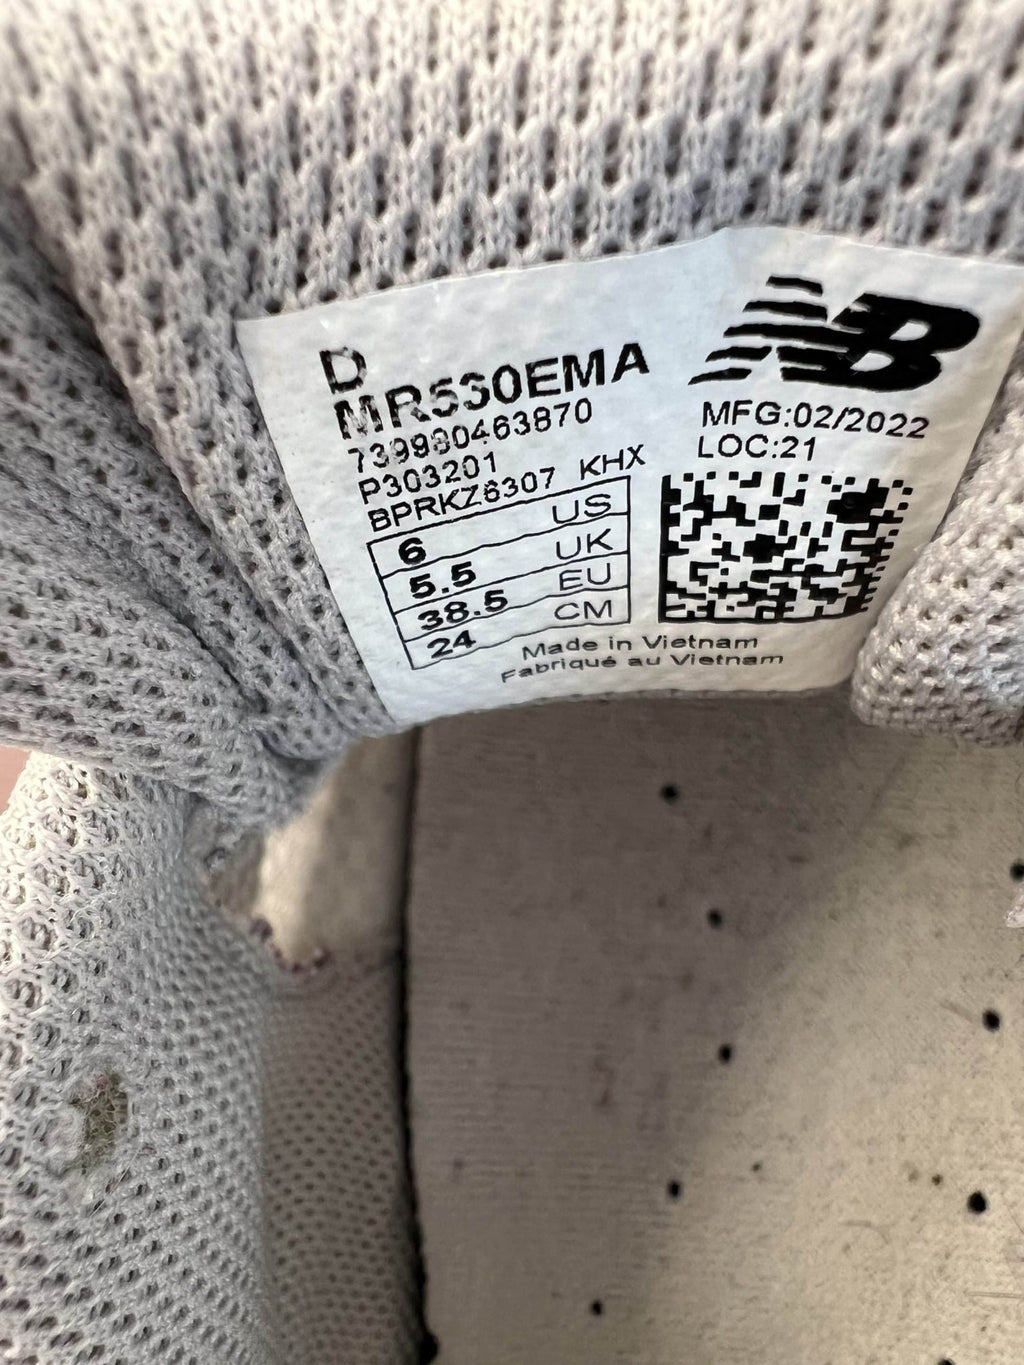 D
MR530EMA
739980463870
P303201
BPRKZ6307 KHX
6 US
5.5 UK
38.5 EU
24 CM
NB
MFG:02/2022
LOC:21
Made in Vietnam
Fabriqué au Vietnam